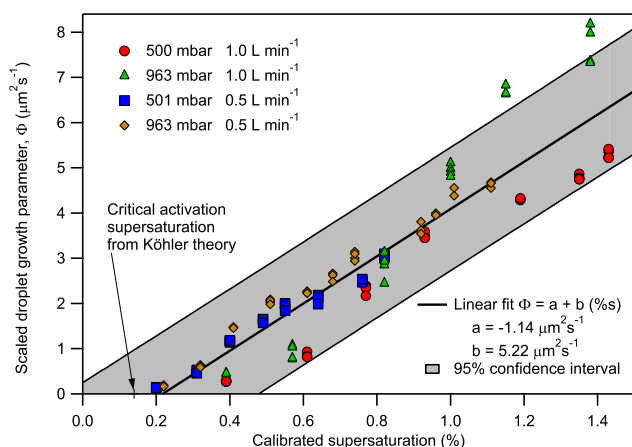 8
7
6
5
4
3
2
1
0
Scaled droplet growth parameter, Φ (μm²s⁻¹)
500 mbar 1.0 L min⁻¹
963 mbar 1.0 L min⁻¹
501 mbar 0.5 L min⁻¹
963 mbar 0.5 L min⁻¹
Critical activation
supersaturation
from Köhler theory
Linear fit Φ = a + b (%s)
a = -1.14 μm²s⁻¹
b = 5.22 μm²s⁻¹
95% confidence interval
0.0 0.2 0.4 0.6 0.8 1.0 1.2 1.4
Calibrated supersaturation (%)